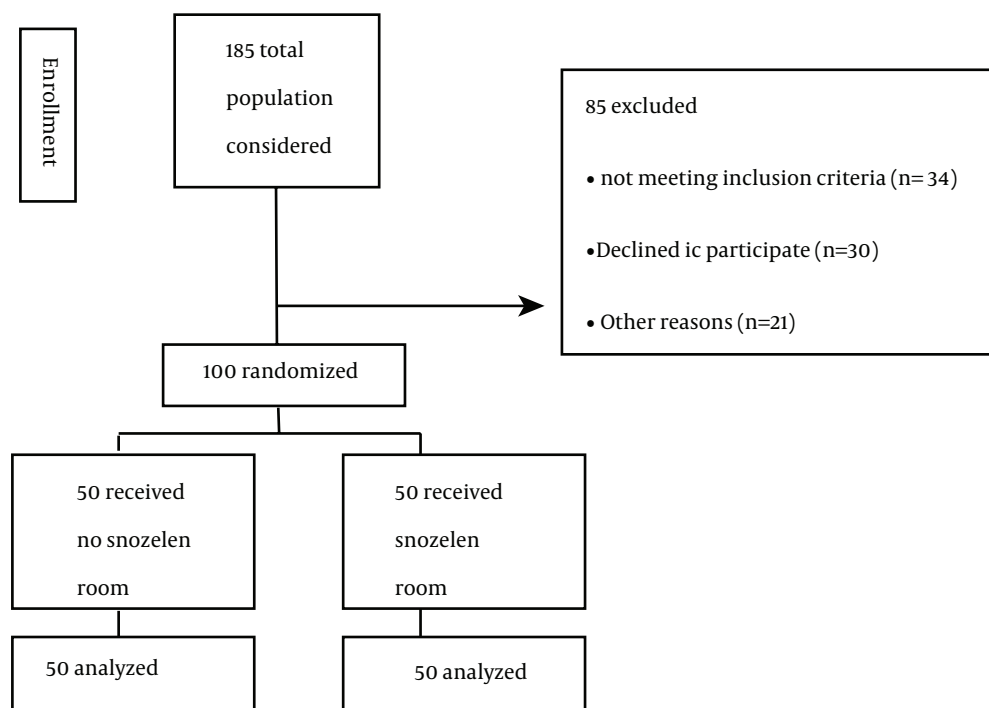 Enrollment
185 total
population
considered
85 excluded
• not meeting inclusion criteria (n= 34)
•Declined ic participate (n=30)
• Other reasons (n=21)
100 randomized
50 received
no snozelen
room
50 received
snozelen
room
50 analyzed
50 analyzed